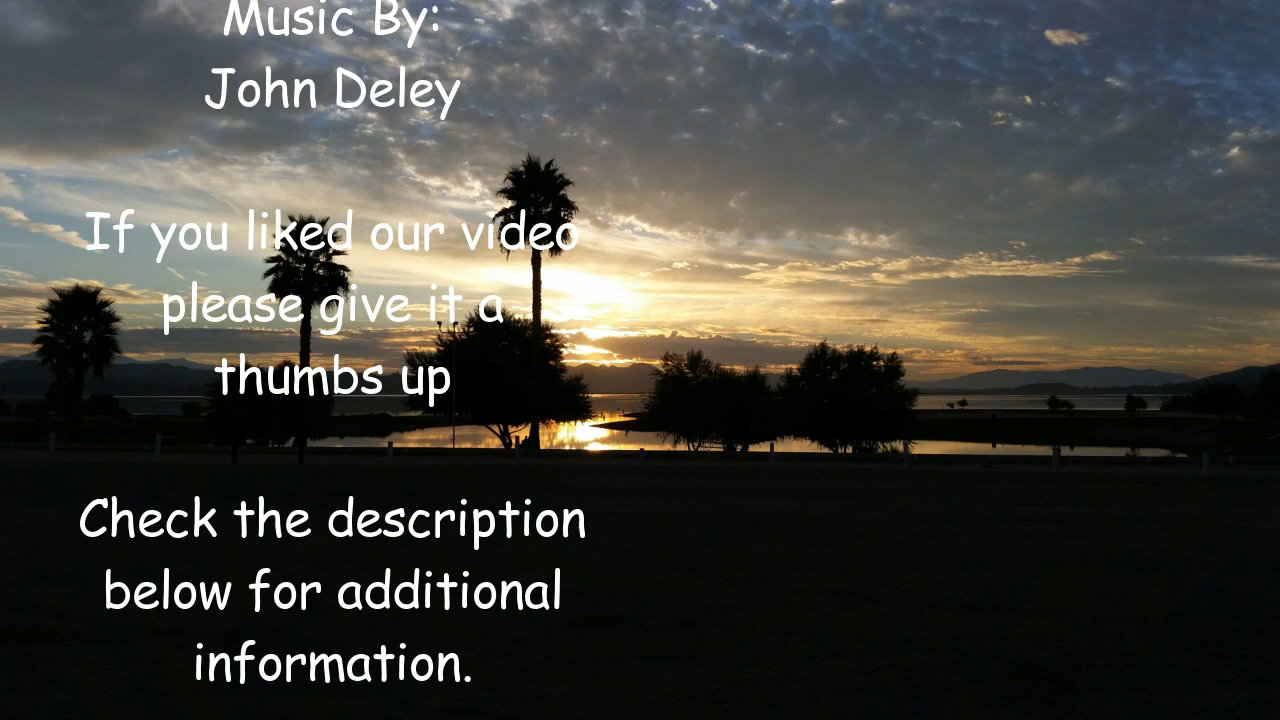 Music By:
John Deley
If you liked our video
please give it a
thumbs up
Check the description
below for additional
information.